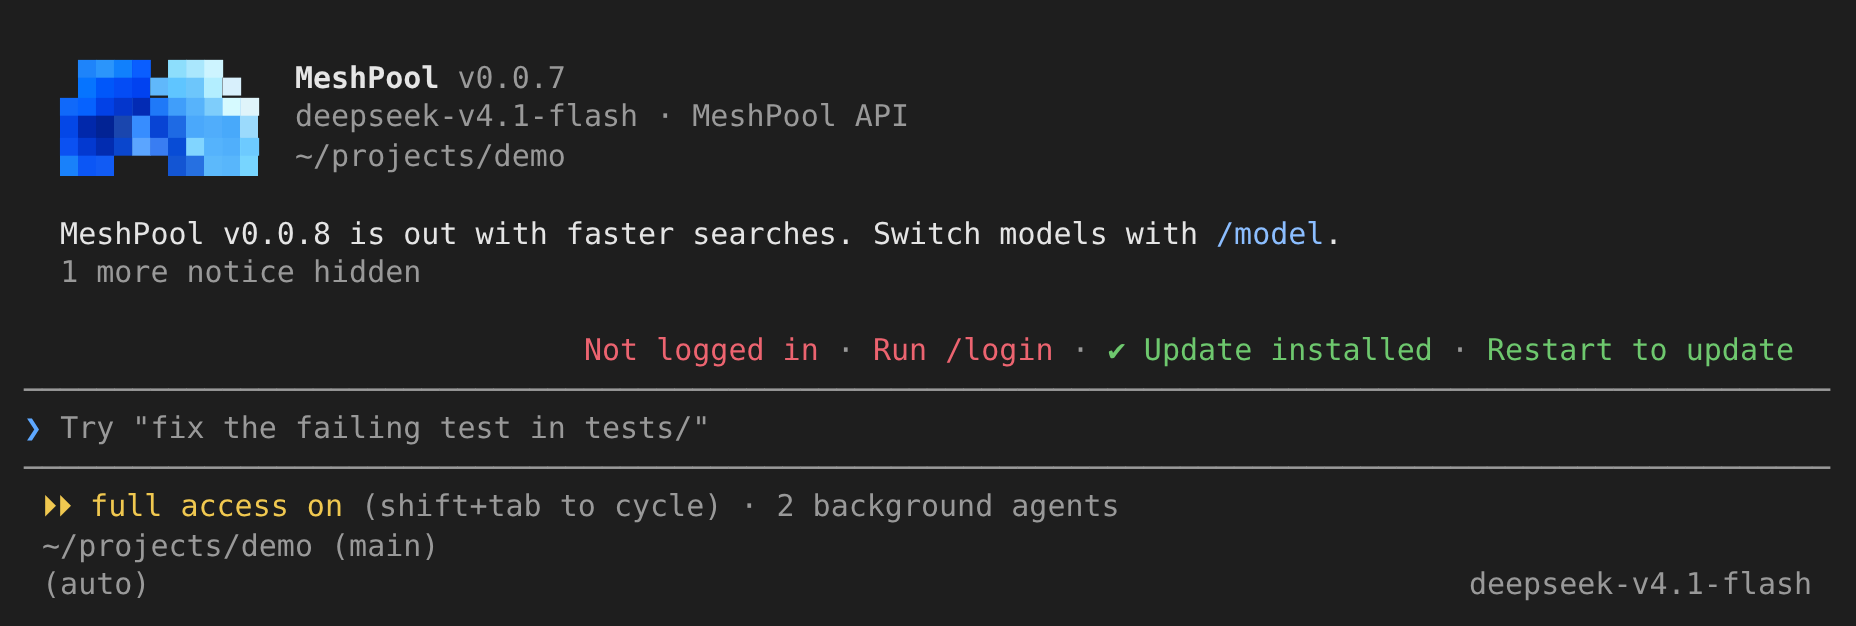 MeshPool v0.0.7
deepseek-v4.1-flash · MeshPool API
~/projects/demo
MeshPool v0.0.8 is out with faster searches. Switch models with /model.
1 more notice hidden
Not logged in · Run /login · ✔ Update installed · Restart to update
❯ Try "fix the failing test in tests/"
⏵⏵ full access on (shift+tab to cycle) · 2 background agents
~/projects/demo (main)
(auto) deepseek-v4.1-flash